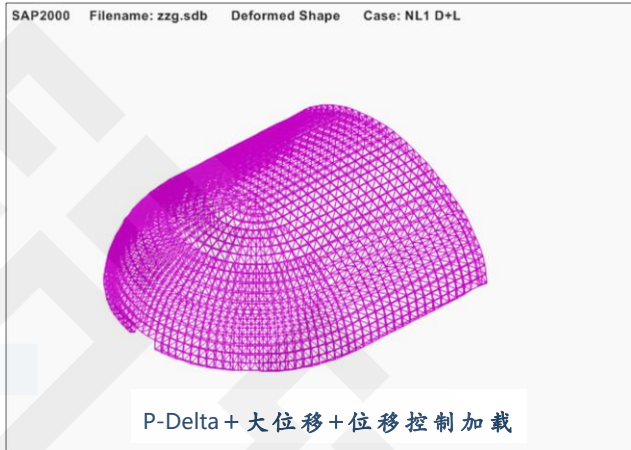 SAP2000 Filename: zzg.sdb Deformed Shape Case: NL1 D+L
P-Delta+大位移+位移控制加载